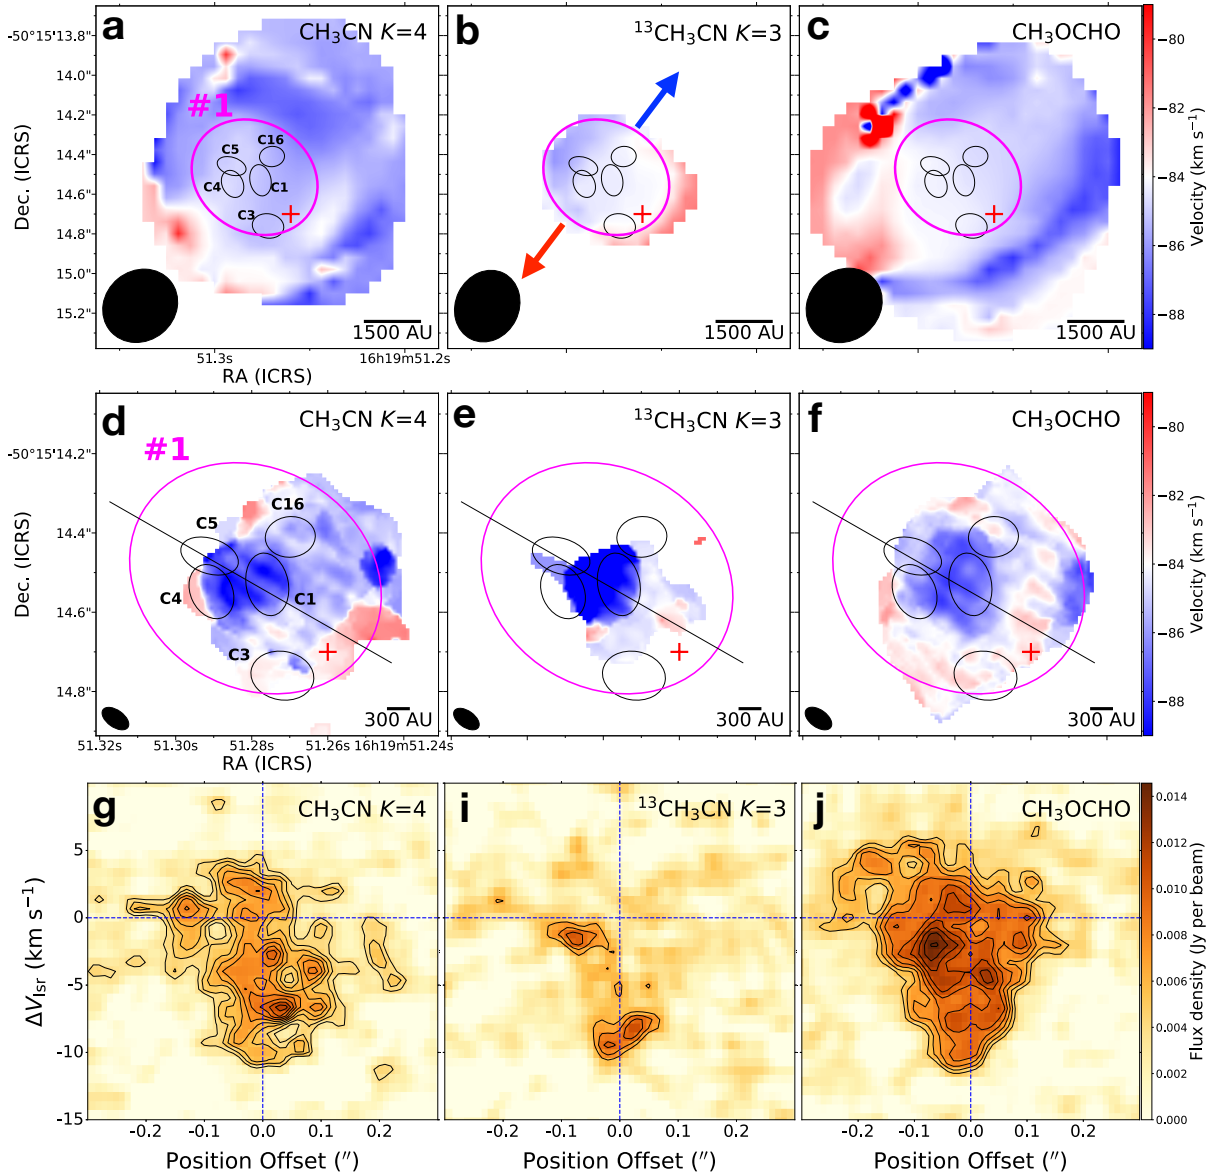 a
CH₃CN K=4
b
¹³CH₃CN K=3
c
CH₃OCHO
-50°15'13.8"
14.0"
14.2"
14.4"
14.6"
14.8"
15.0"
15.2"
Dec. (ICRS)
#1
C5
C16
C4
C1
C3
1500 AU
1500 AU
1500 AU
51.3s
16h19m51.2s
RA (ICRS)
−80
−82
−84
−86
−88
Velocity (km s⁻¹)
d
CH₃CN K=4
e
¹³CH₃CN K=3
f
CH₃OCHO
-50°15'14.2"
14.4"
14.6"
14.8"
Dec. (ICRS)
#1
C5
C16
C4
C1
C3
300 AU
300 AU
300 AU
51.32s
51.30s
51.28s
51.26s
16h19m51.24s
RA (ICRS)
−80
−82
−84
−86
−88
Velocity (km s⁻¹)
g
CH₃CN K=4
i
¹³CH₃CN K=3
j
CH₃OCHO
5
0
-5
-10
-15
ΔV_lsr (km s⁻¹)
-0.2
-0.1
0.0
0.1
0.2
-0.2
-0.1
0.0
0.1
0.2
-0.2
-0.1
0.0
0.1
0.2
Position Offset (″)
Position Offset (″)
Position Offset (″)
0.014
0.012
0.010
0.008
0.006
0.004
0.002
0.000
Flux density (Jy per beam)